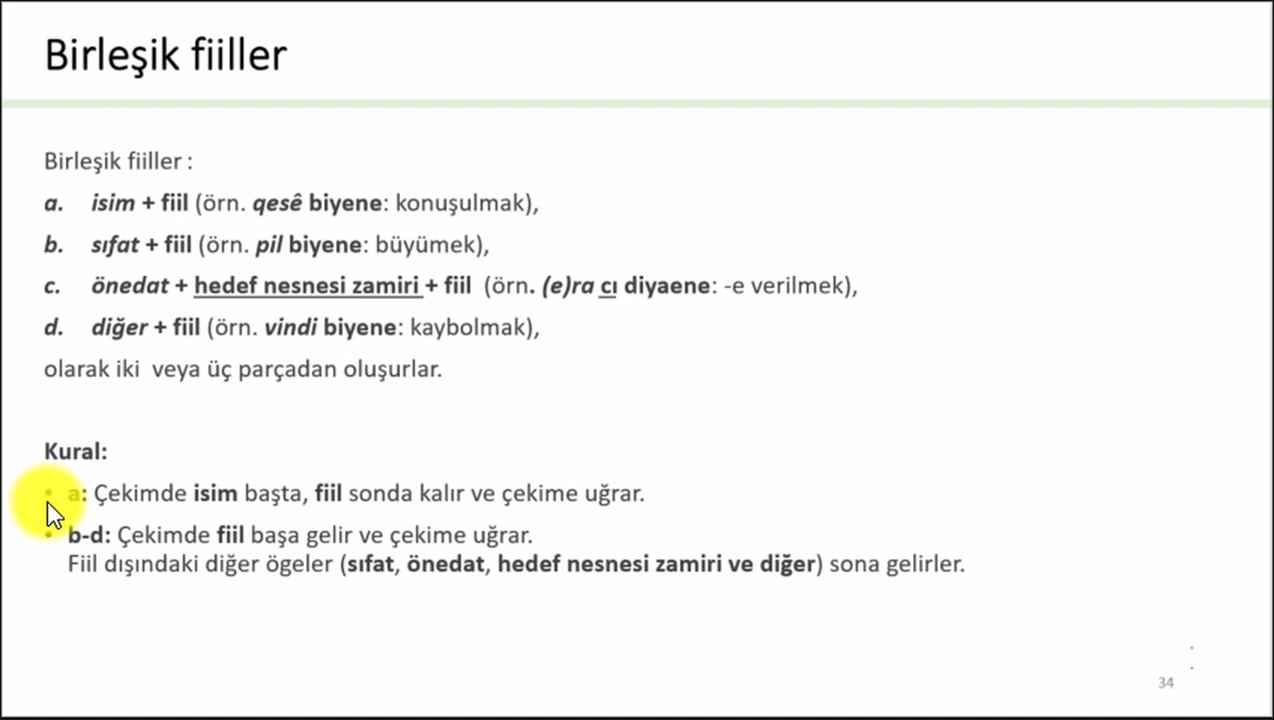 Birleşik fiiller
Birleşik fiiller :
a. isim + fiil (örn. qesê biyene: konuşulmak),
b. sıfat + fiil (örn. pil biyene: büyümek),
c. önedat + hedef nesnesi zamiri + fiil (örn. (e)ra cı diyaene: -e verilmek),
d. diğer + fiil (örn. vindi biyene: kaybolmak),
olarak iki veya üç parçadan oluşurlar.
Kural:
• a: Çekimde isim başta, fiil sonda kalır ve çekime uğrar.
• b-d: Çekimde fiil başa gelir ve çekime uğrar.
Fiil dışındaki diğer ögeler (sıfat, önedat, hedef nesnesi zamiri ve diğer) sona gelirler.
34